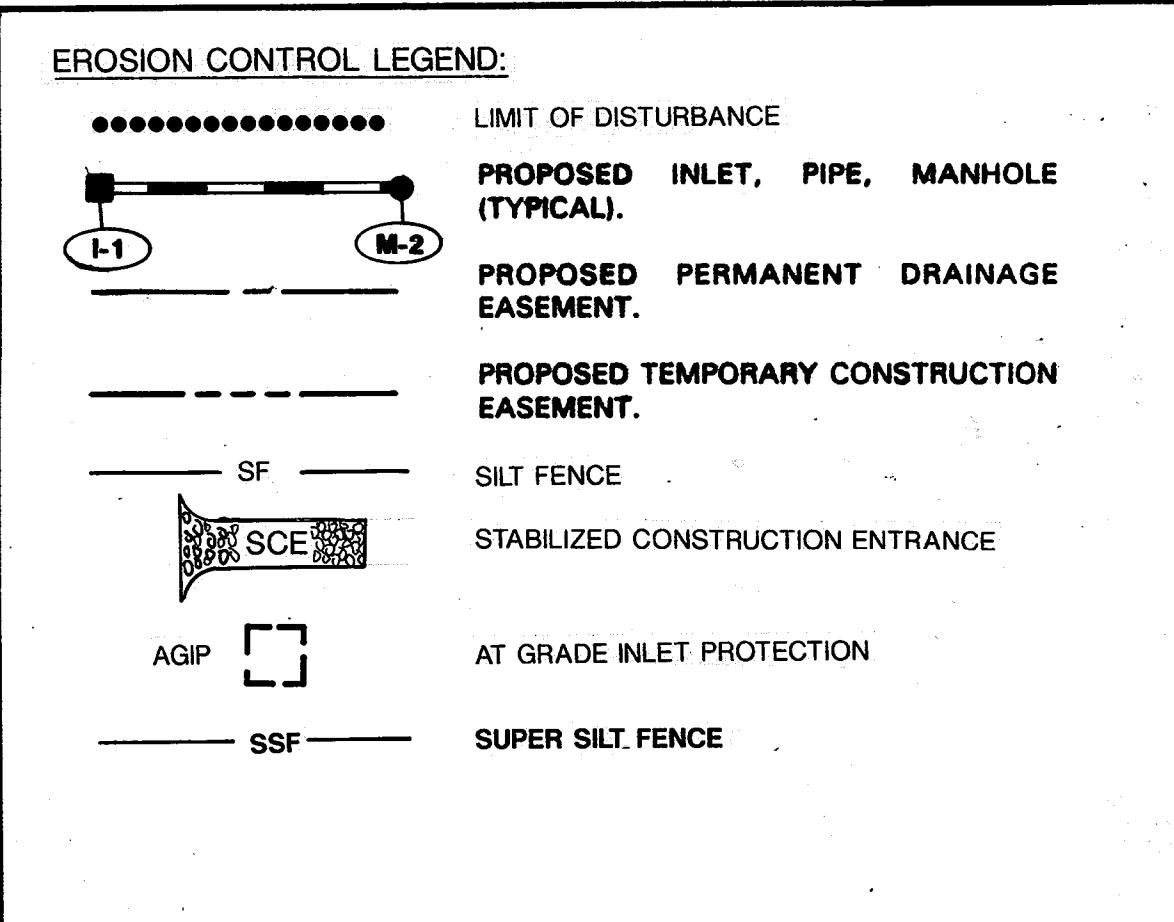 EROSION CONTROL LEGEND:
LIMIT OF DISTURBANCE
PROPOSED INLET, PIPE, MANHOLE
(TYPICAL).
I-1
M-2
PROPOSED PERMANENT DRAINAGE
EASEMENT.
PROPOSED TEMPORARY CONSTRUCTION
EASEMENT.
SF SILT FENCE
SCE STABILIZED CONSTRUCTION ENTRANCE
AGIP AT GRADE INLET PROTECTION
SSF SUPER SILT FENCE